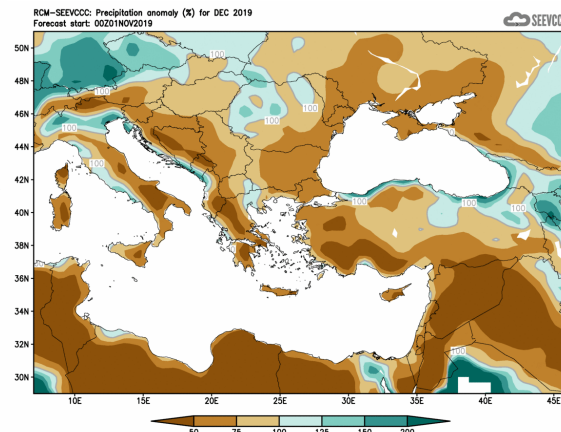 RCM-SEEVCCC: Precipitation anomaly (%) for DEC 2019
Forecast start: 00Z01NOV2019
SEEVCC
50N
48N
46N
44N
42N
40N
38N
36N
34N
32N
30N
100
100
100
100
100
100
100
100
100
100
10E
15E
20E
25E
30E
35E
40E
45E
50
75
100
125
150
200